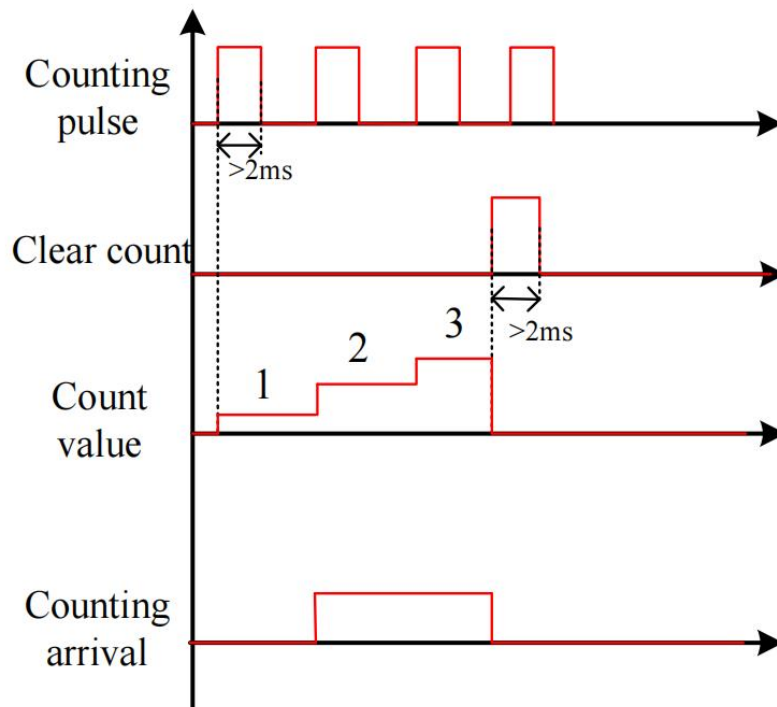 Counting
pulse
>2ms
Clear count
>2ms
1
2
3
Count
value
Counting
arrival